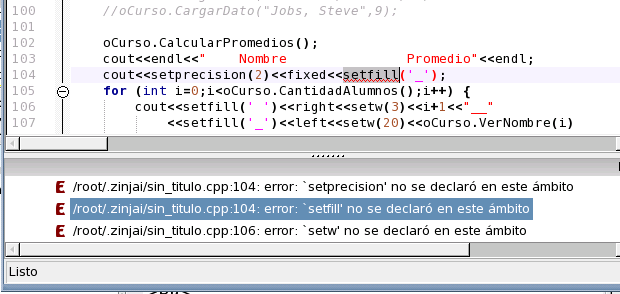 100 //oCurso.CargarDato("Jobs, Steve",9);
101
102 oCurso.CalcularPromedios();
103 cout<<endl<<" Nombre Promedio"<<endl;
104 cout<<setprecision(2)<<fixed<<setfill('_');
105 for (int i=0;i<oCurso.CantidadAlumnos();i++) {
106 cout<<setfill(' ')<<right<<setw(3)<<i+1<<"__"
107 <<setfill('_')<<left<<setw(20)<<oCurso.VerNombre(i)
E /root/.zinjai/sin_titulo.cpp:104: error: `setprecision' no se declaró en este ámbito
E /root/.zinjai/sin_titulo.cpp:104: error: `setfill' no se declaró en este ámbito
E /root/.zinjai/sin_titulo.cpp:106: error: `setw' no se declaró en este ámbito
Listo